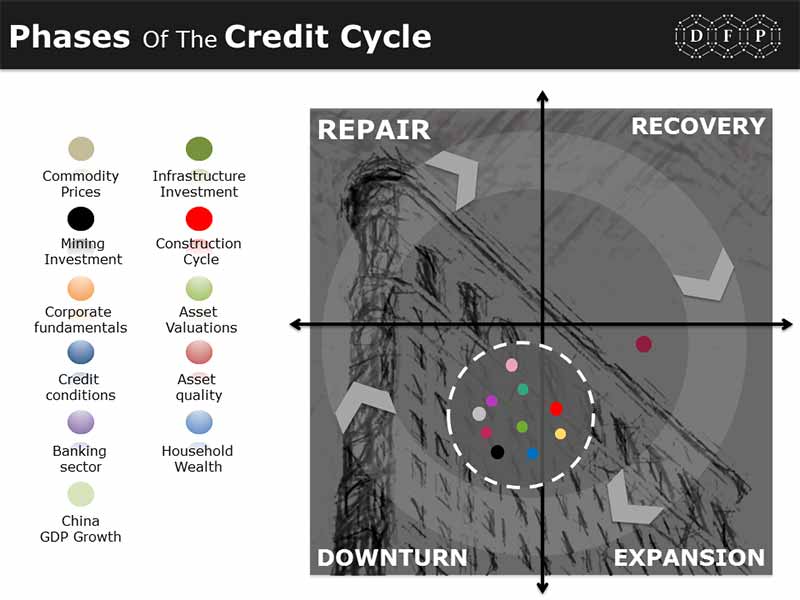 Phases Of The Credit Cycle
D F P
Commodity
Prices
Infrastructure
Investment
Mining
Investment
Construction
Cycle
Corporate
fundamentals
Asset
Valuations
Credit
conditions
Asset
quality
Banking
sector
Household
Wealth
China
GDP Growth
REPAIR
RECOVERY
DOWNTURN
EXPANSION